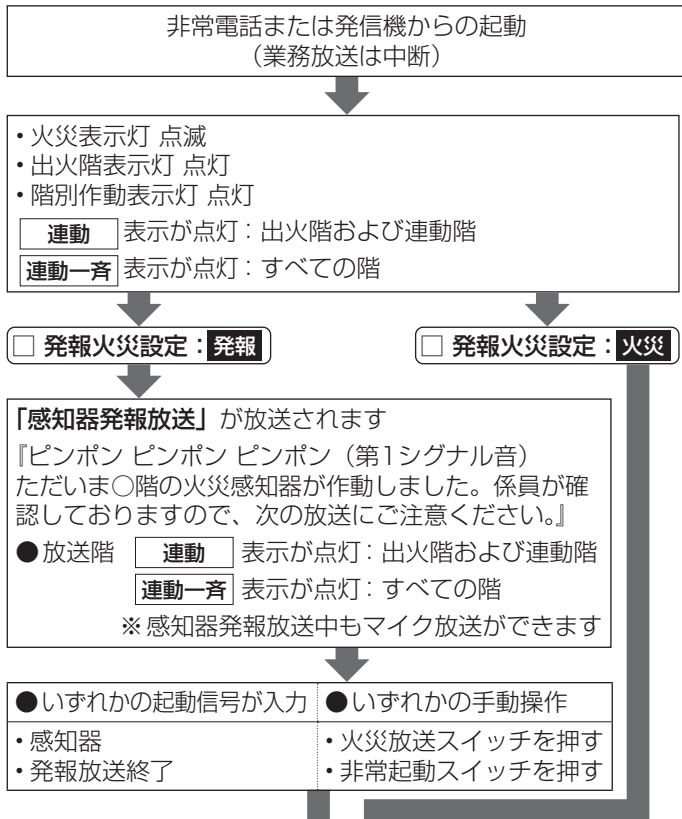 非常電話または発信機からの起動
（業務放送は中断）
・火災表示灯 点滅
・出火階表示灯 点灯
・階別作動表示灯 点灯
連動 表示が点灯：出火階および連動階
連動一斉 表示が点灯：すべての階
□ 発報火災設定：発報
□ 発報火災設定：火災
「感知器発報放送」が放送されます
『ピンポン ピンポン ピンポン（第1シグナル音）
ただいま○階の火災感知器が作動しました。係員が確
認しておりますので、次の放送にご注意ください。』
●放送階 連動 表示が点灯：出火階および連動階
連動一斉 表示が点灯：すべての階
※感知器発報放送中もマイク放送ができます
●いずれかの起動信号が入力
・感知器
・発報放送終了
●いずれかの手動操作
・火災放送スイッチを押す
・非常起動スイッチを押す